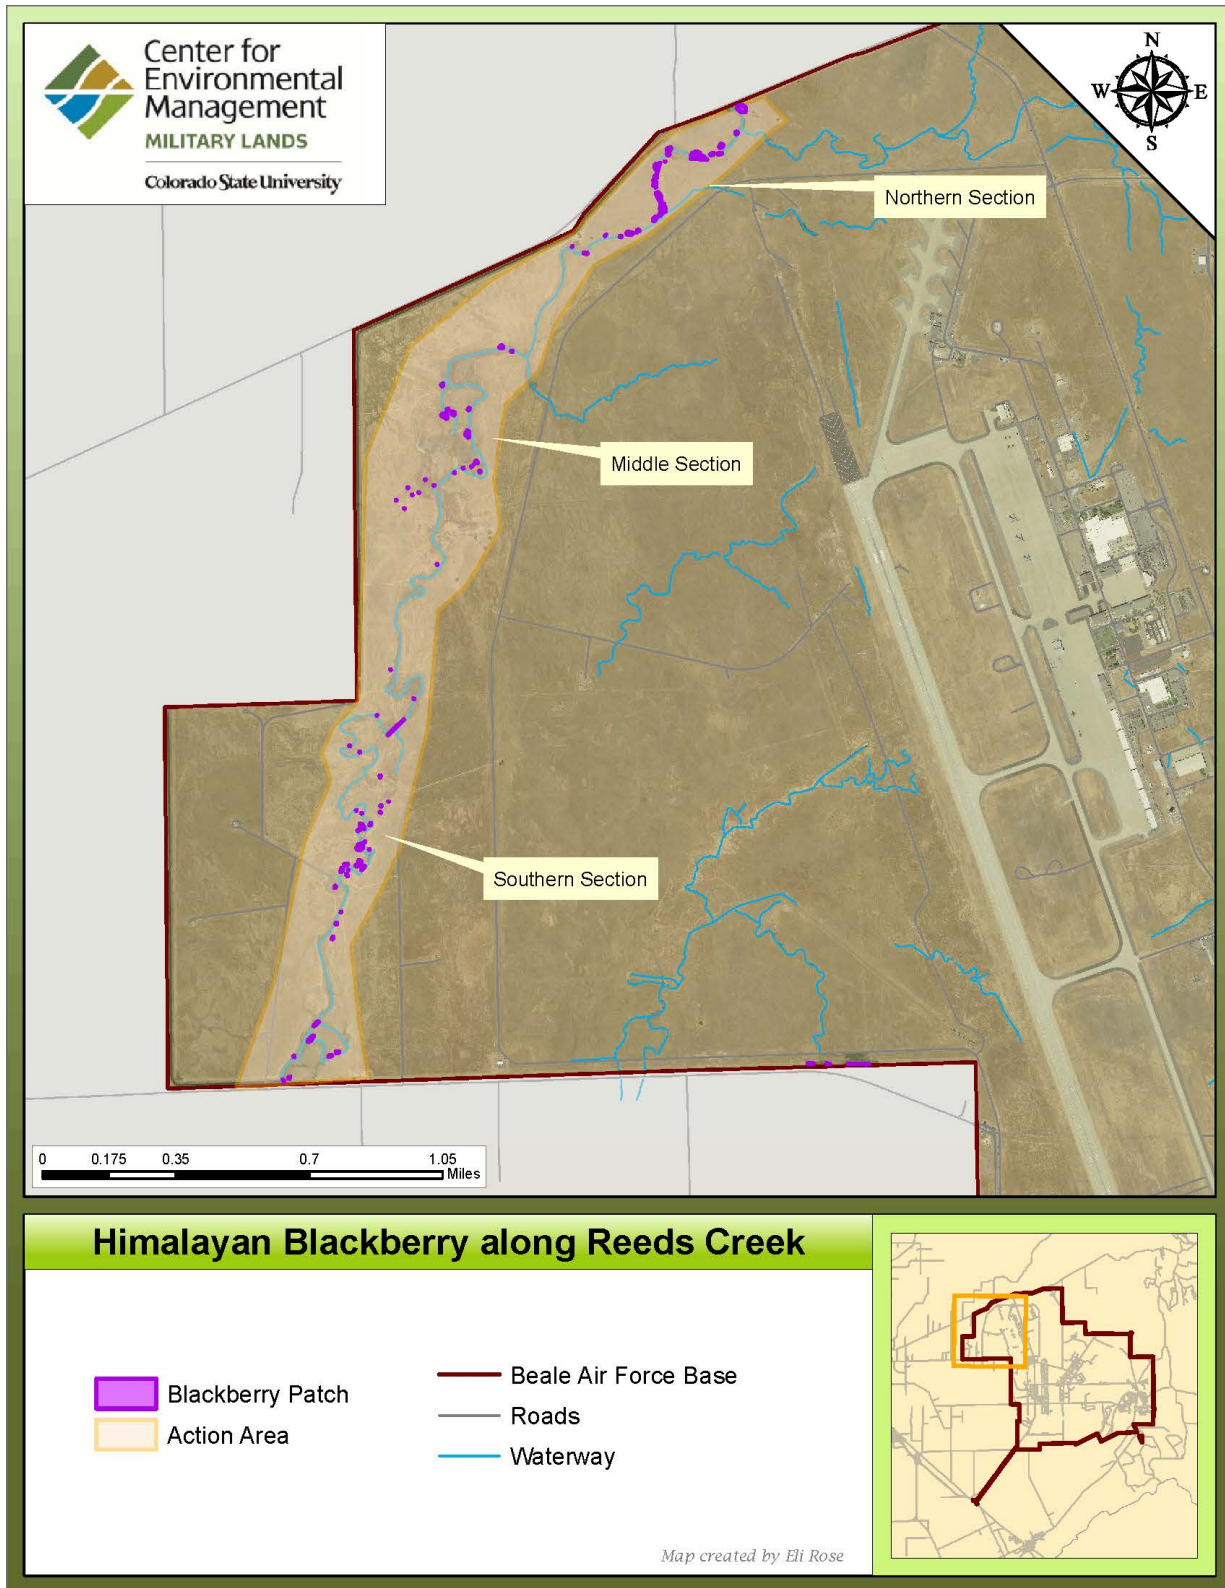 Center for
Environmental
Management
MILITARY LANDS
Colorado State University
N
W E
S
Northern Section
Middle Section
Southern Section
0 0.175 0.35 0.7 1.05
Miles
Himalayan Blackberry along Reeds Creek
Blackberry Patch
Action Area
Beale Air Force Base
Roads
Waterway
Map created by Eli Rose